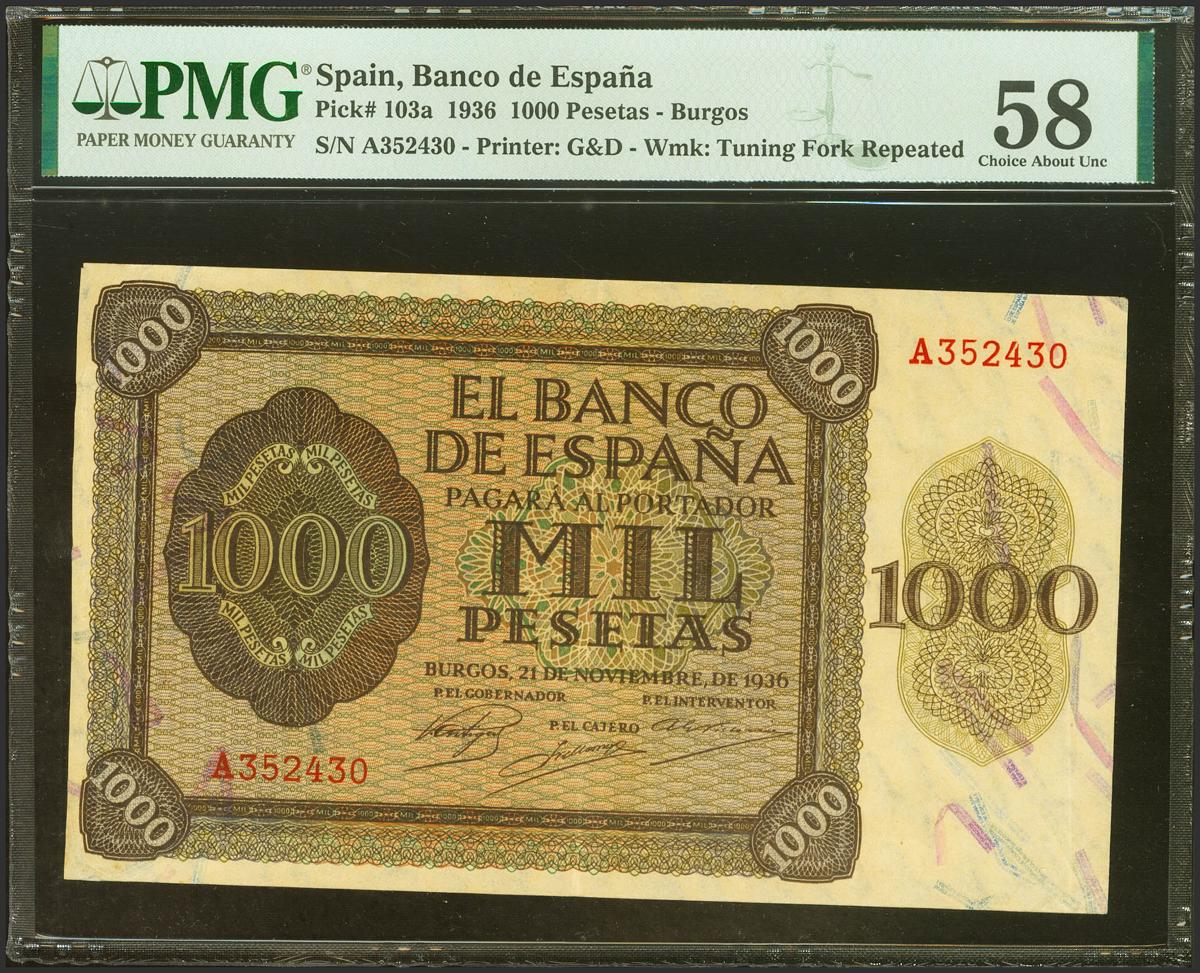 PMG®
PAPER MONEY GUARANTY
Spain, Banco de España
Pick# 103a 1936 1000 Pesetas - Burgos
S/N A352430 - Printer: G&D - Wmk: Tuning Fork Repeated
58
Choice About Unc
1000
1000
A352430
EL BANCO
DE ESPAÑA
PAGARÁ AL PORTADOR
MIL
PESETAS
MIL PESETAS MIL PESETAS
1000
MIL PESETAS MIL PESETAS
1000
BURGOS, 21 DE NOVIEMBRE, DE 1936
P. EL GOBERNADOR
P. EL INTERVENTOR
P. EL CAJERO
A352430
1000
1000